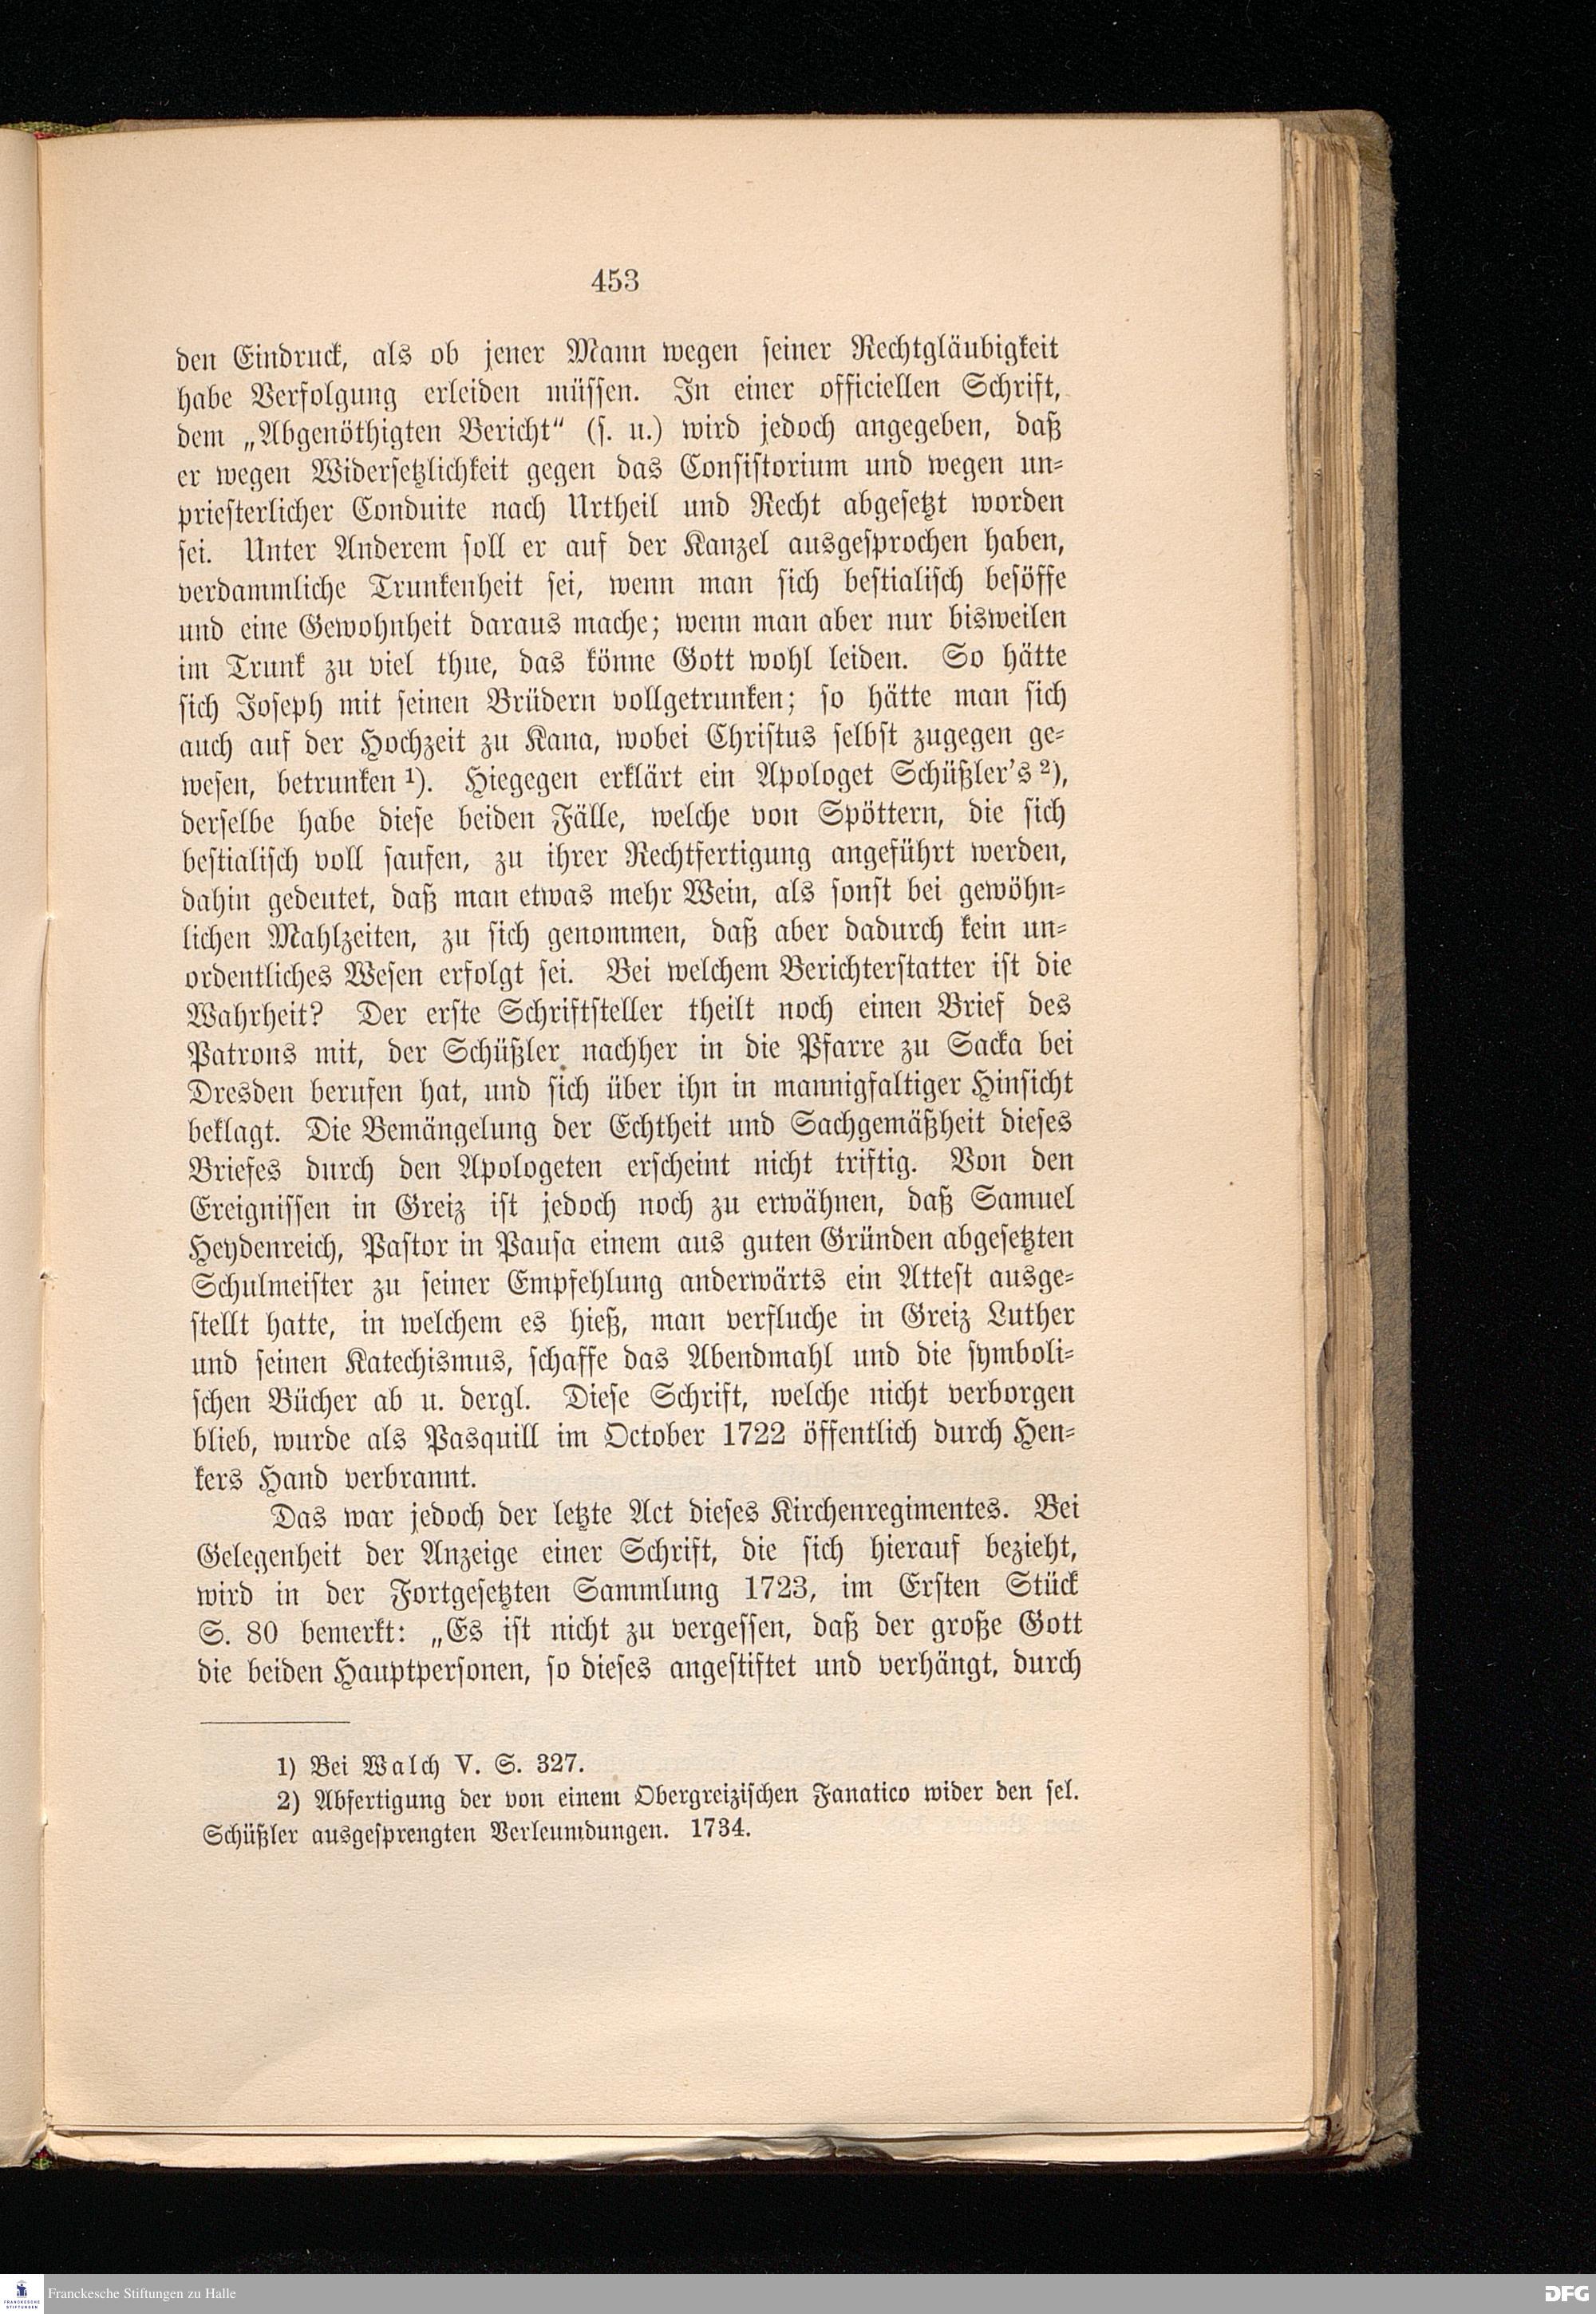 453
den Eindruck, als ob jener Mann wegen seiner Rechtgläubigkeit
habe Verfolgung erleiden müssen. In einer officiellen Schrift,
dem „Abgenöthigten Bericht“ (s. u.) wird jedoch angegeben, daß
er wegen Widersetzlichkeit gegen das Consistorium und wegen un-
priesterlicher Conduite nach Urtheil und Recht abgesetzt worden
sei. Unter Anderem soll er auf der Kanzel ausgesprochen haben,
verdammliche Trunkenheit sei, wenn man sich bestialisch besöffe
und eine Gewohnheit daraus mache; wenn man aber nur bisweilen
im Trunk zu viel thue, das könne Gott wohl leiden. So hätte
sich Joseph mit seinen Brüdern vollgetrunken; so hätte man sich
auch auf der Hochzeit zu Kana, wobei Christus selbst zugegen ge-
wesen, betrunken ¹). Hiegegen erklärt ein Apologet Schüßler's ²),
derselbe habe diese beiden Fälle, welche von Spöttern, die sich
bestialisch voll saufen, zu ihrer Rechtfertigung angeführt werden,
dahin gedeutet, daß man etwas mehr Wein, als sonst bei gewöhn-
lichen Mahlzeiten, zu sich genommen, daß aber dadurch kein un-
ordentliches Wesen erfolgt sei. Bei welchem Berichterstatter ist die
Wahrheit? Der erste Schriftsteller theilt noch einen Brief des
Patrons mit, der Schüßler nachher in die Pfarre zu Sacka bei
Dresden berufen hat, und sich über ihn in mannigfaltiger Hinsicht
beklagt. Die Bemängelung der Echtheit und Sachgemäßheit dieses
Briefes durch den Apologeten erscheint nicht triftig. Von den
Ereignissen in Greiz ist jedoch noch zu erwähnen, daß Samuel
Heydenreich, Pastor in Pausa einem aus guten Gründen abgesetzten
Schulmeister zu seiner Empfehlung anderwärts ein Attest ausge-
stellt hatte, in welchem es hieß, man verfluche in Greiz Luther
und seinen Katechismus, schaffe das Abendmahl und die symboli-
schen Bücher ab u. dergl. Diese Schrift, welche nicht verborgen
blieb, wurde als Pasquill im October 1722 öffentlich durch Hen-
kers Hand verbrannt.
Das war jedoch der letzte Act dieses Kirchenregimentes. Bei
Gelegenheit der Anzeige einer Schrift, die sich hierauf bezieht,
wird in der Fortgesetzten Sammlung 1723, im Ersten Stück
S. 80 bemerkt: „Es ist nicht zu vergessen, daß der große Gott
die beiden Hauptpersonen, so dieses angestiftet und verhängt, durch
1) Bei Walch V. S. 327.
2) Abfertigung der von einem Obergreizischen Fanatico wider den sel.
Schüßler ausgesprengten Verleumdungen. 1734.
FRANCKESCHE STIFTUNGEN
Franckesche Stiftungen zu Halle
DFG